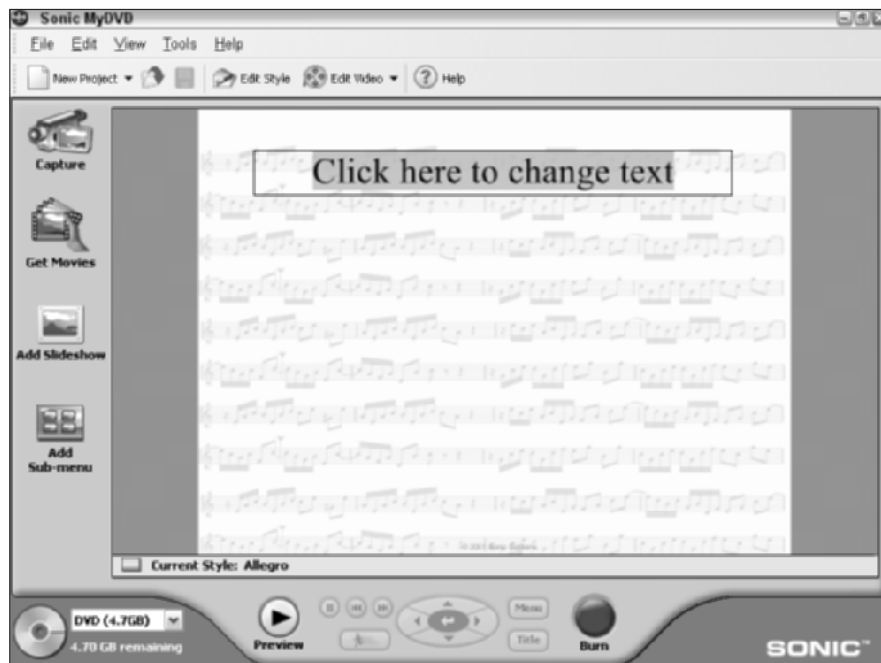 Sonic MyDVD
File Edit View Tools Help
New Project Edit Style Edit Video Help
Click here to change text
Capture
Get Movies
Add Slideshow
Add
Sub-menu
Current Style: Allegro
DVD (4.7GB)
4.70 GB remaining
Preview
Menu
Title
Burn
SONIC™